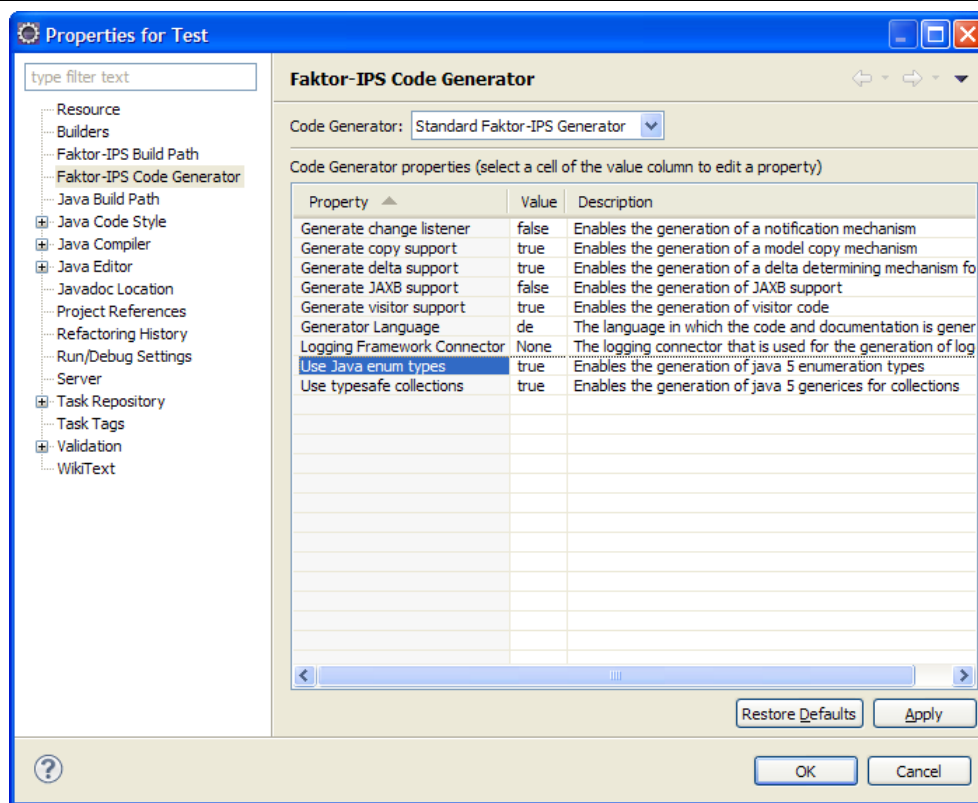 Properties for Test
type filter text
Resource
Builders
Faktor-IPS Build Path
Faktor-IPS Code Generator
Java Build Path
Java Code Style
Java Compiler
Java Editor
Javadoc Location
Project References
Refactoring History
Run/Debug Settings
Server
Task Repository
Task Tags
Validation
WikiText
Faktor-IPS Code Generator
Code Generator: Standard Faktor-IPS Generator
Code Generator properties (select a cell of the value column to edit a property)
Property Value Description
Generate change listener false Enables the generation of a notification mechanism
Generate copy support true Enables the generation of a model copy mechanism
Generate delta support true Enables the generation of a delta determining mechanism fo
Generate JAXB support false Enables the generation of JAXB support
Generate visitor support true Enables the generation of visitor code
Generator Language de The language in which the code and documentation is gener
Logging Framework Connector None The logging connector that is used for the generation of log
Use Java enum types true Enables the generation of java 5 enumeration types
Use typesafe collections true Enables the generation of java 5 generices for collections
Restore Defaults Apply
? OK Cancel